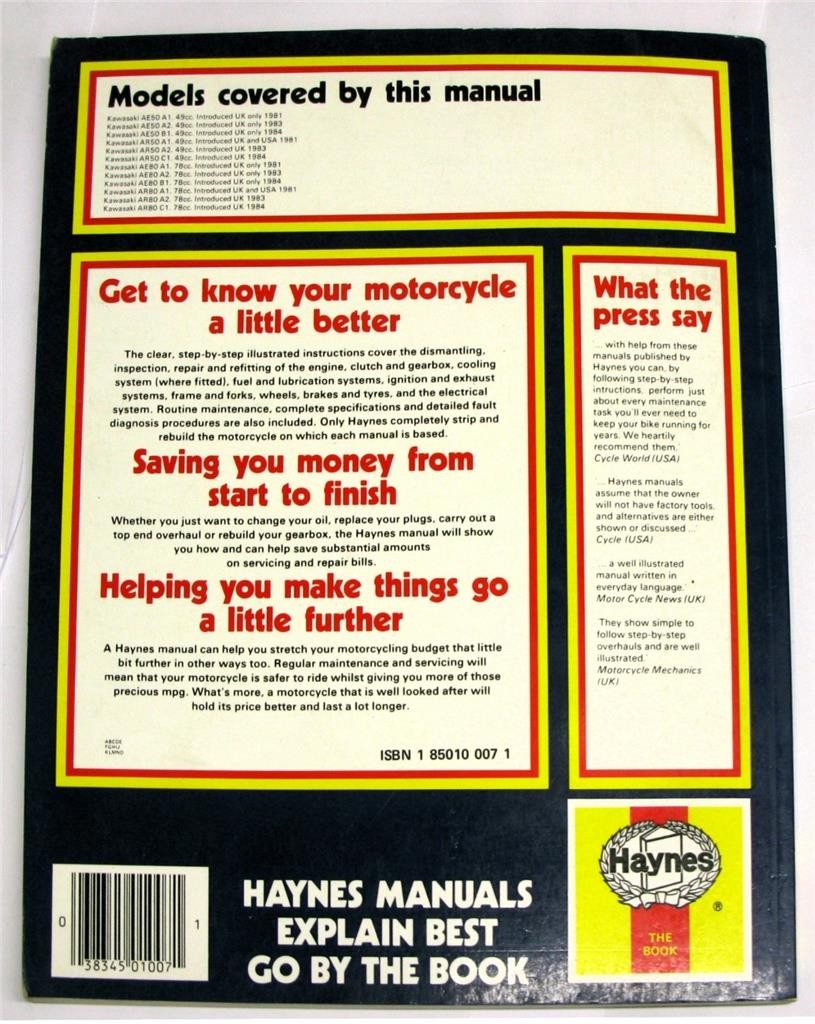 Models covered by this manual
Kawasaki AE50 A1. 49cc. Introduced UK only 1981
Kawasaki AE50 A2. 49cc. Introduced UK only 1983
Kawasaki AE50 B1. 49cc. Introduced UK only 1984
Kawasaki AR50 A1. 49cc. Introduced UK and USA 1981
Kawasaki AR50 A2. 49cc. Introduced UK 1983
Kawasaki AR50 C1. 49cc. Introduced UK 1984
Kawasaki AE80 A1. 78cc. Introduced UK only 1981
Kawasaki AE80 A2. 78cc. Introduced UK only 1983
Kawasaki AE80 B1. 78cc. Introduced UK only 1984
Kawasaki AR80 A1. 78cc. Introduced UK and USA 1981
Kawasaki AR80 A2. 78cc. Introduced UK 1983
Kawasaki AR80 C1. 78cc. Introduced UK 1984
Get to know your motorcycle
a little better
The clear, step-by-step illustrated instructions cover the dismantling,
inspection, repair and refitting of the engine, clutch and gearbox, cooling
system (where fitted), fuel and lubrication systems, ignition and exhaust
systems, frame and forks, wheels, brakes and tyres, and the electrical
system. Routine maintenance, complete specifications and detailed fault
diagnosis procedures are also included. Only Haynes completely strip and
rebuild the motorcycle on which each manual is based.
Saving you money from
start to finish
Whether you just want to change your oil, replace your plugs, carry out a
top end overhaul or rebuild your gearbox, the Haynes manual will show
you how and can help save substantial amounts
on servicing and repair bills.
Helping you make things go
a little further
A Haynes manual can help you stretch your motorcycling budget that little
bit further in other ways too. Regular maintenance and servicing will
mean that your motorcycle is safer to ride whilst giving you more of those
precious mpg. What's more, a motorcycle that is well looked after will
hold its price better and last a lot longer.
ABCDE
FGHIJ
KLMNO
ISBN 1 85010 007 1
What the
press say
'... with help from these
manuals published by
Haynes you can, by
following step-by-step
intructions, perform just
about every maintenance
task you'll ever need to
keep your bike running for
years. We heartily
recommend them.'
Cycle World (USA)
'... Haynes manuals
assume that the owner
will not have factory tools,
and alternatives are either
shown or discussed ...'
Cycle (USA)
'... a well illustrated
manual written in
everyday language.'
Motor Cycle News (UK)
'They show simple to
follow step-by-step
overhauls and are well
illustrated.'
Motorcycle Mechanics
(UK)
0 38345 01007 1
HAYNES MANUALS
EXPLAIN BEST
GO BY THE BOOK
Haynes
®
THE
BOOK